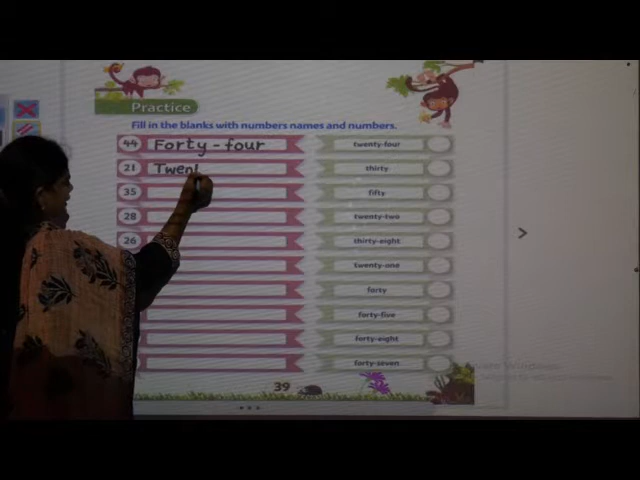 Practice
Fill in the blanks with numbers names and numbers.
44 Forty - four twenty-four
21 Twent thirty
35 fifty
28 twenty-two
26 thirty-eight
twenty-one
forty
forty-five
forty-eight
forty-seven
39